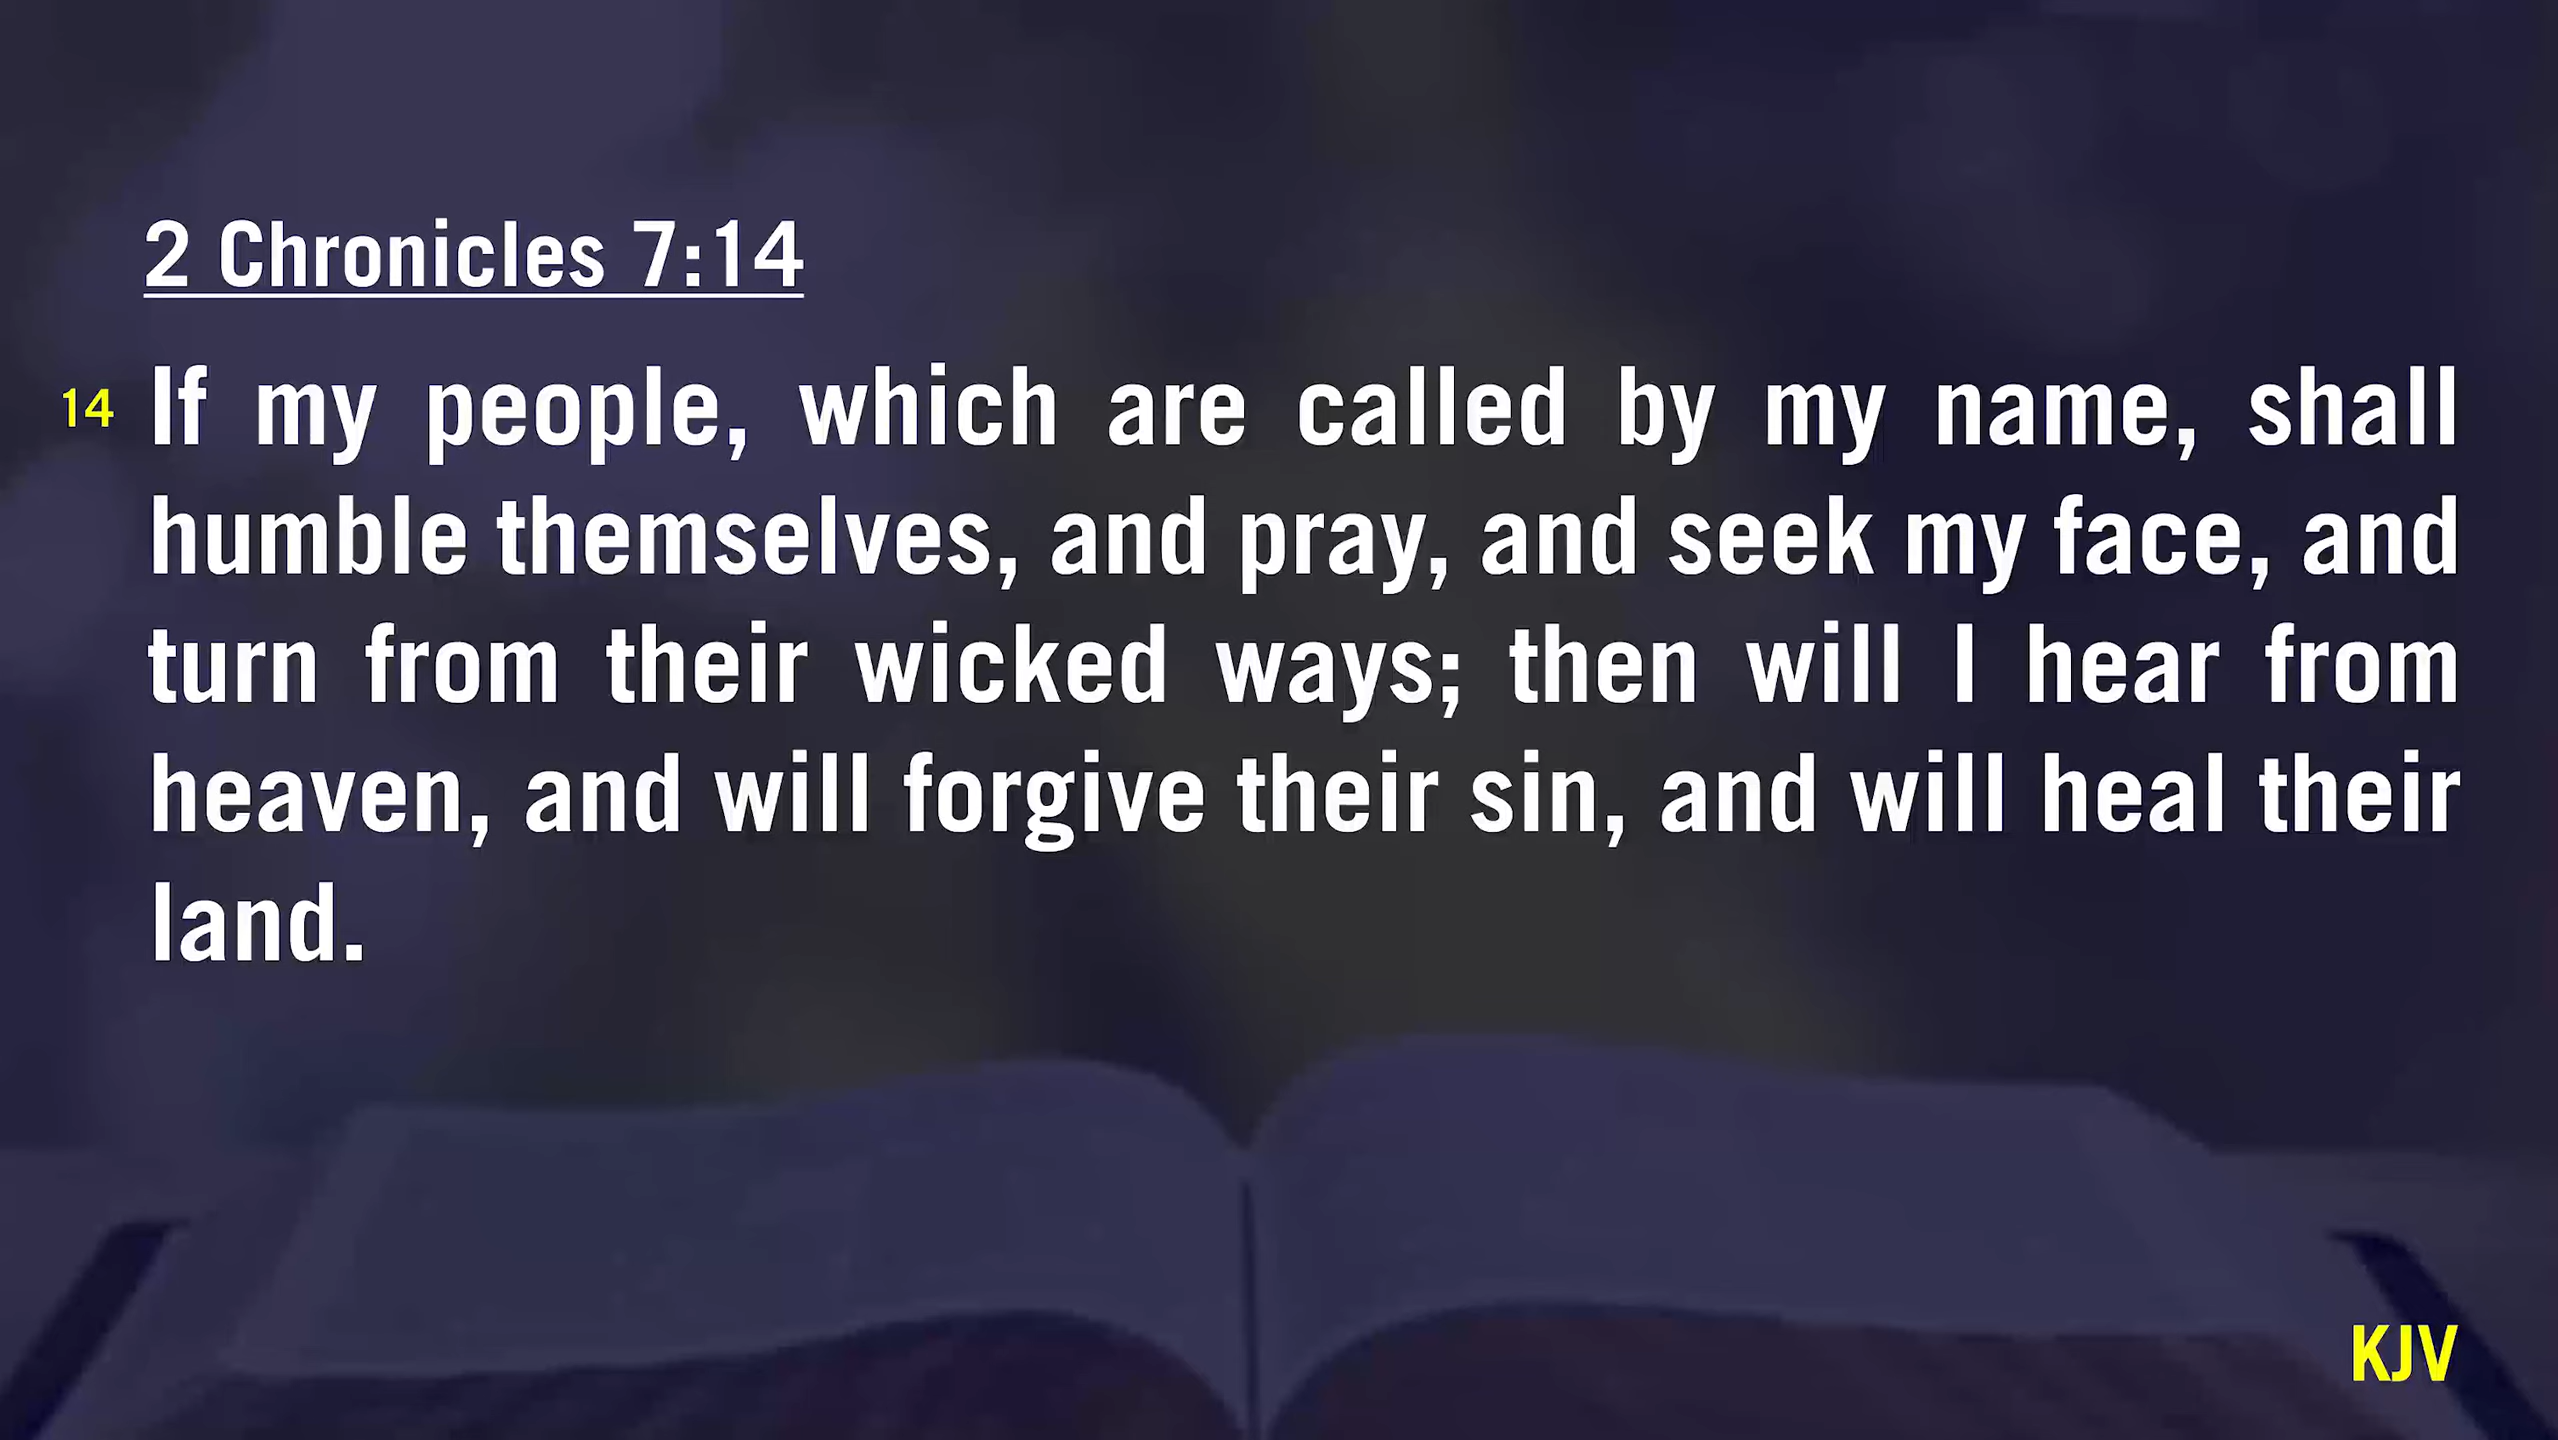 2 Chronicles 7:14
14 If my people, which are called by my name, shall
humble themselves, and pray, and seek my face, and
turn from their wicked ways; then will I hear from
heaven, and will forgive their sin, and will heal their
land.
KJV